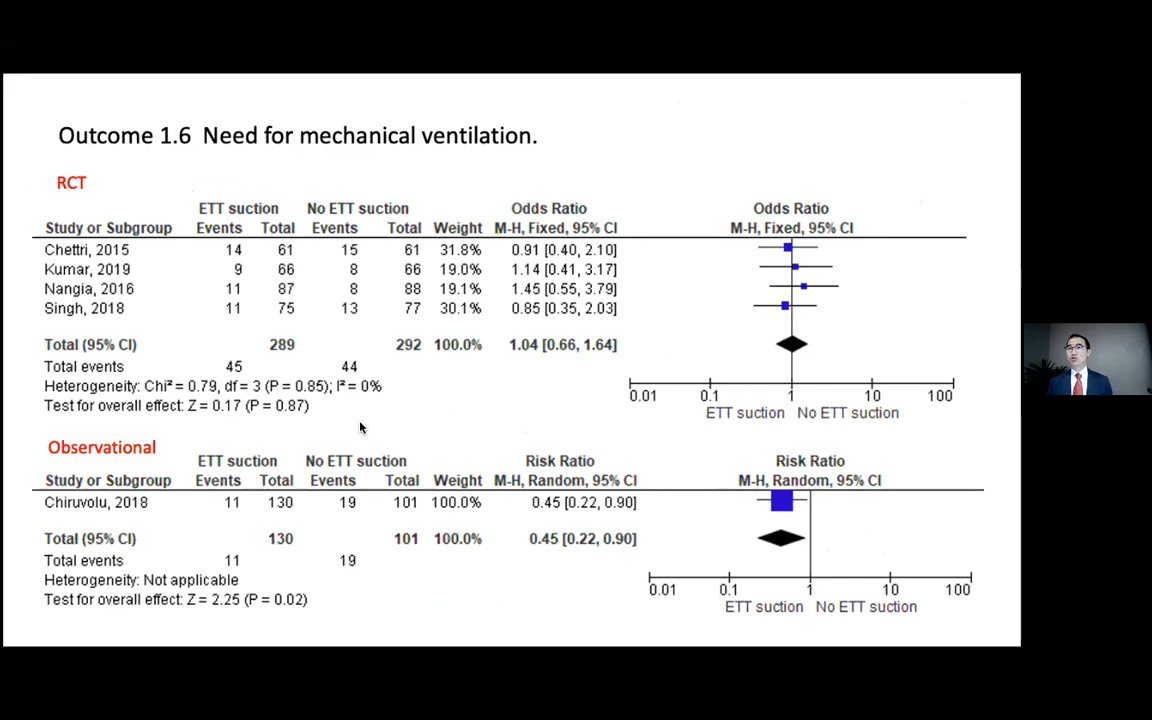 Outcome 1.6 Need for mechanical ventilation.
RCT
ETT suction No ETT suction Odds Ratio Odds Ratio
Study or Subgroup Events Total Events Total Weight M-H, Fixed, 95% CI M-H, Fixed, 95% CI
Chettri, 2015 14 61 15 61 31.8% 0.91 [0.40, 2.10]
Kumar, 2019 9 66 8 66 19.0% 1.14 [0.41, 3.17]
Nangia, 2016 11 87 8 88 19.1% 1.45 [0.55, 3.79]
Singh, 2018 11 75 13 77 30.1% 0.85 [0.35, 2.03]
Total (95% CI) 289 292 100.0% 1.04 [0.66, 1.64]
Total events 45 44
Heterogeneity: Chi² = 0.79, df = 3 (P = 0.85); I² = 0%
Test for overall effect: Z = 0.17 (P = 0.87)
0.01 0.1 1 10 100
ETT suction No ETT suction
Observational
ETT suction No ETT suction Risk Ratio Risk Ratio
Study or Subgroup Events Total Events Total Weight M-H, Random, 95% CI M-H, Random, 95% CI
Chiruvolu, 2018 11 130 19 101 100.0% 0.45 [0.22, 0.90]
Total (95% CI) 130 101 100.0% 0.45 [0.22, 0.90]
Total events 11 19
Heterogeneity: Not applicable
Test for overall effect: Z = 2.25 (P = 0.02)
0.01 0.1 1 10 100
ETT suction No ETT suction